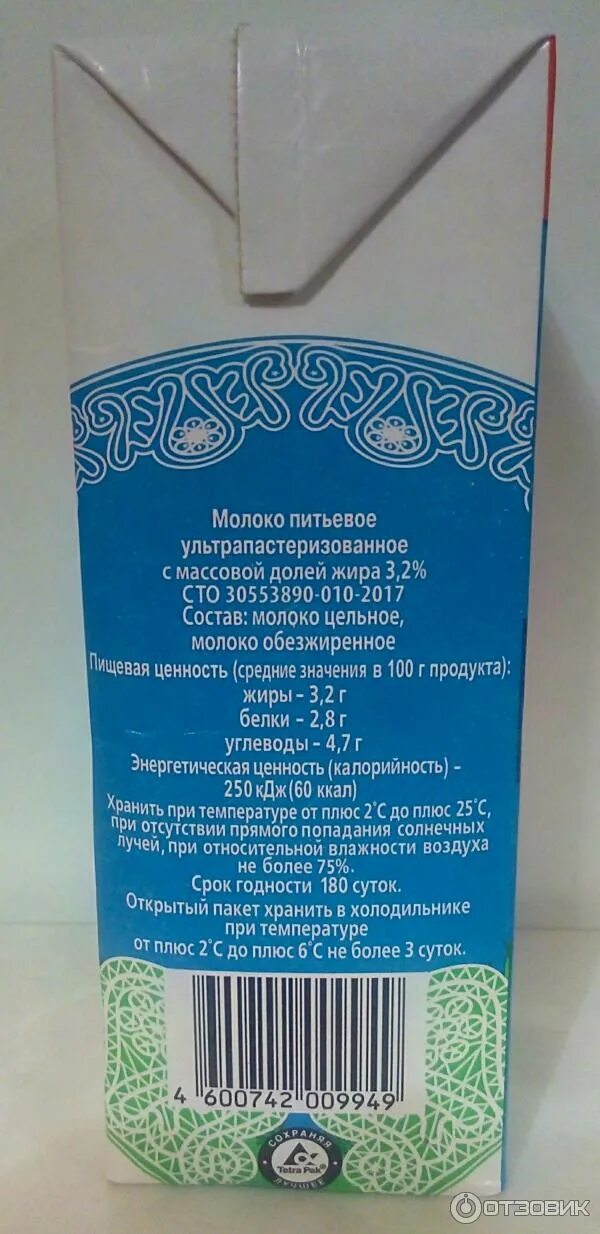 Молоко питьевое
ультрапастеризованное
с массовой долей жира 3,2%
СТО 30553890-010-2017
Состав: молоко цельное,
молоко обезжиренное
Пищевая ценность (средние значения в 100 г продукта):
жиры – 3,2 г
белки – 2,8 г
углеводы – 4,7 г
Энергетическая ценность (калорийность) –
250 кДж (60 ккал)
Хранить при температуре от плюс 2°С до плюс 25°С,
при отсутствии прямого попадания солнечных
лучей, при относительной влажности воздуха
не более 75%.
Срок годности 180 суток.
Открытый пакет хранить в холодильнике
при температуре
от плюс 2°С до плюс 6°С не более 3 суток.
4 600742 009949
СОХРАНЯЯ
Tetra Pak
ЛУЧШЕЕ
ОТЗОВИК